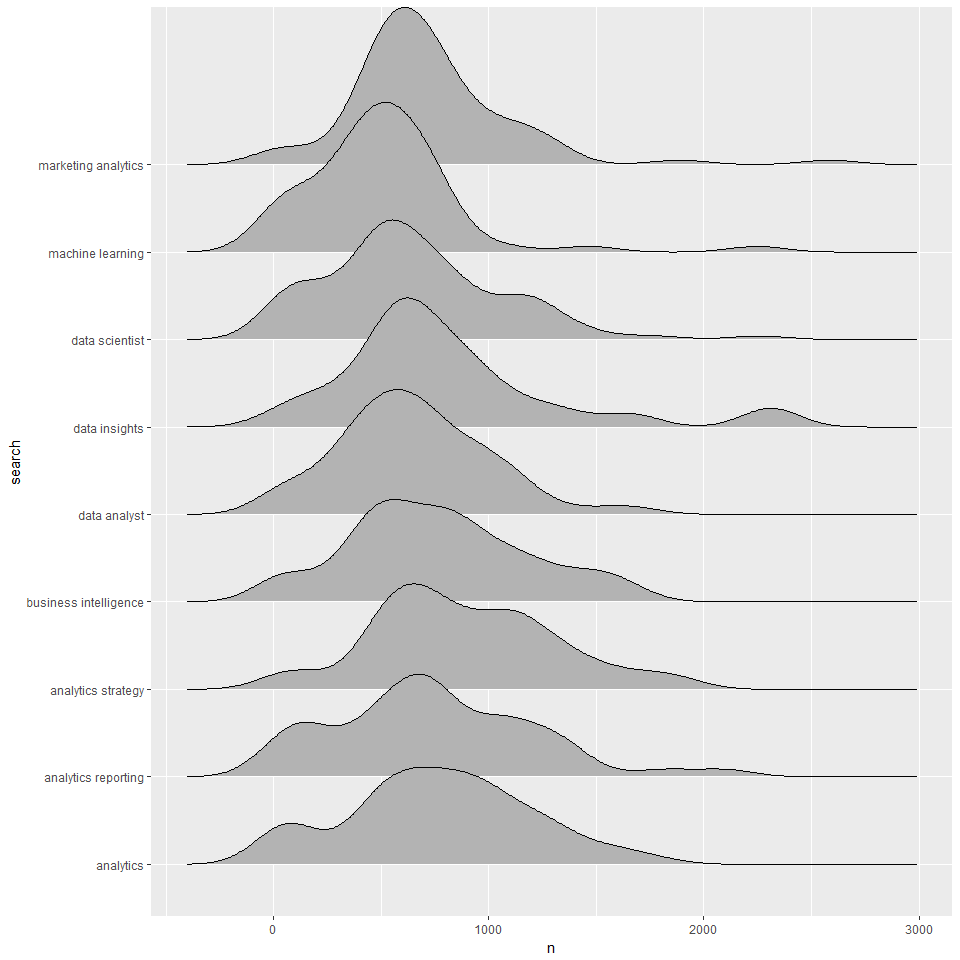 marketing analytics
machine learning
data scientist
data insights
data analyst
business intelligence
analytics strategy
analytics reporting
analytics
search
0 1000 2000 3000
n